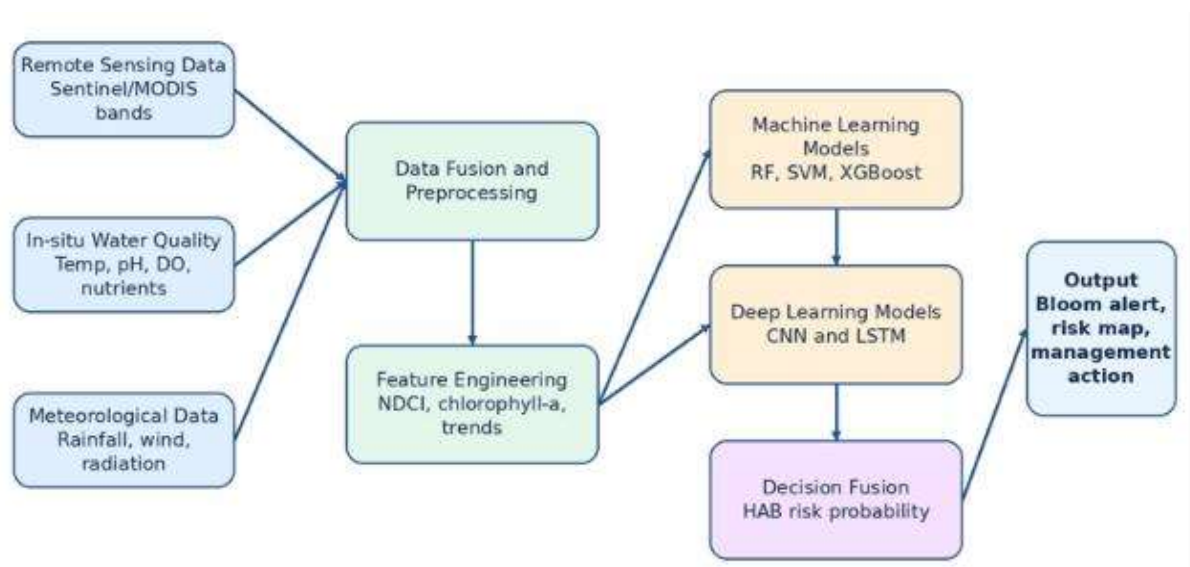 Remote Sensing Data
Sentinel/MODIS
bands
In-situ Water Quality
Temp, pH, DO,
nutrients
Meteorological Data
Rainfall, wind,
radiation
Data Fusion and
Preprocessing
Feature Engineering
NDCI, chlorophyll-a,
trends
Machine Learning
Models
RF, SVM, XGBoost
Deep Learning Models
CNN and LSTM
Decision Fusion
HAB risk probability
Output
Bloom alert,
risk map,
management
action